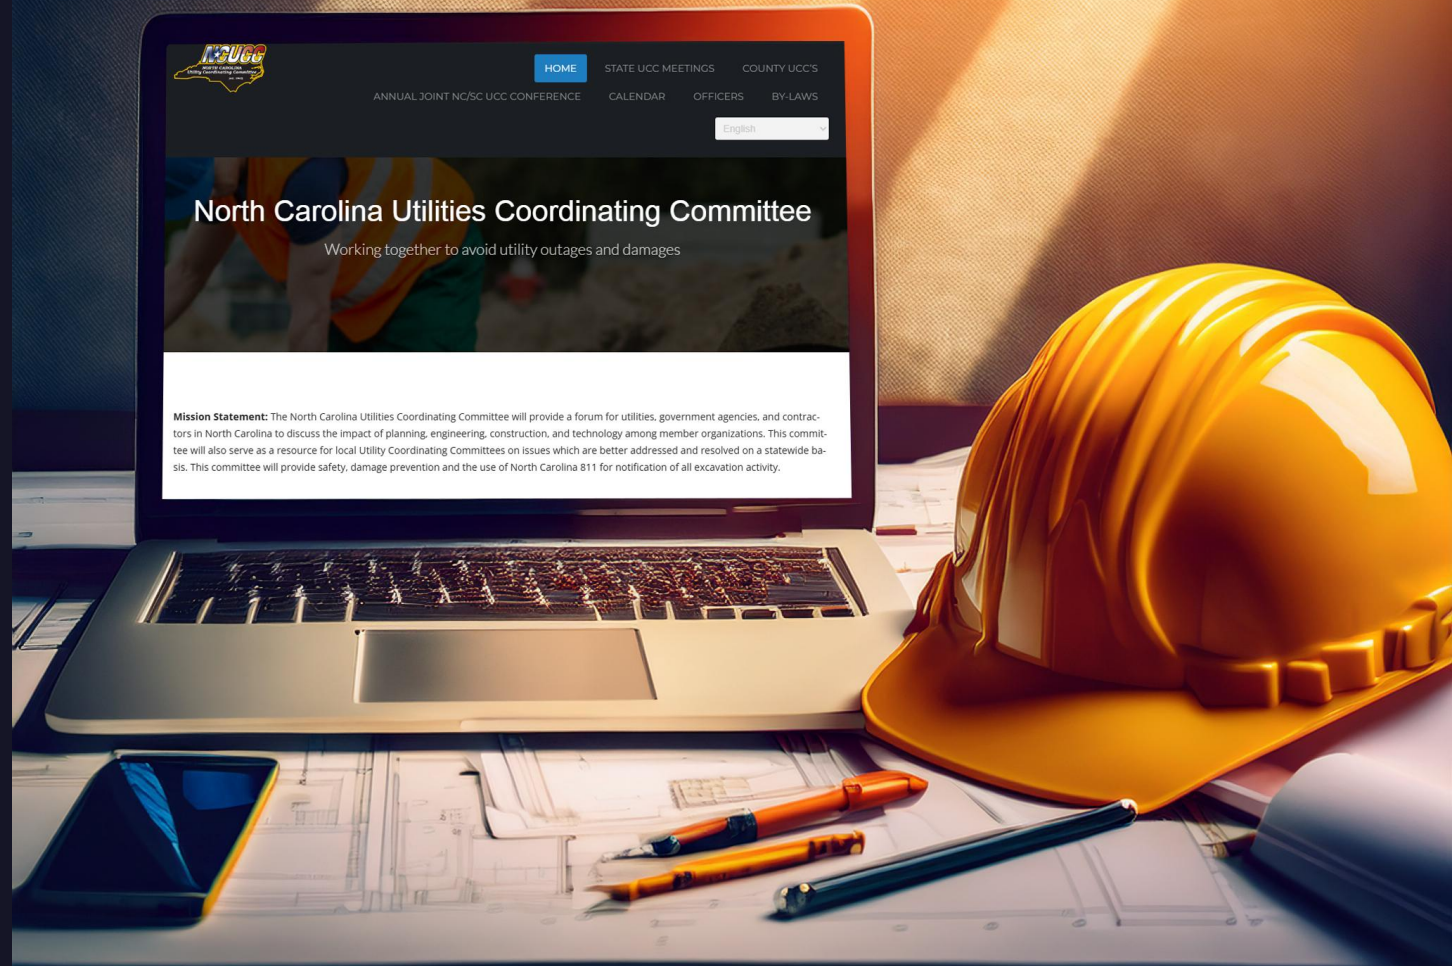 NCUCC
NORTH CAROLINA
Utility Coordinating Committee
HOME STATE UCC MEETINGS COUNTY UCC'S
ANNUAL JOINT NC/SC UCC CONFERENCE CALENDAR OFFICERS BY-LAWS
English
North Carolina Utilities Coordinating Committee
Working together to avoid utility outages and damages
Mission Statement: The North Carolina Utilities Coordinating Committee will provide a forum for utilities, government agencies, and contrac-
tors in North Carolina to discuss the impact of planning, engineering, construction, and technology among member organizations. This commit-
tee will also serve as a resource for local Utility Coordinating Committees on issues which are better addressed and resolved on a statewide ba-
sis. This committee will provide safety, damage prevention and the use of North Carolina 811 for notification of all excavation activity.